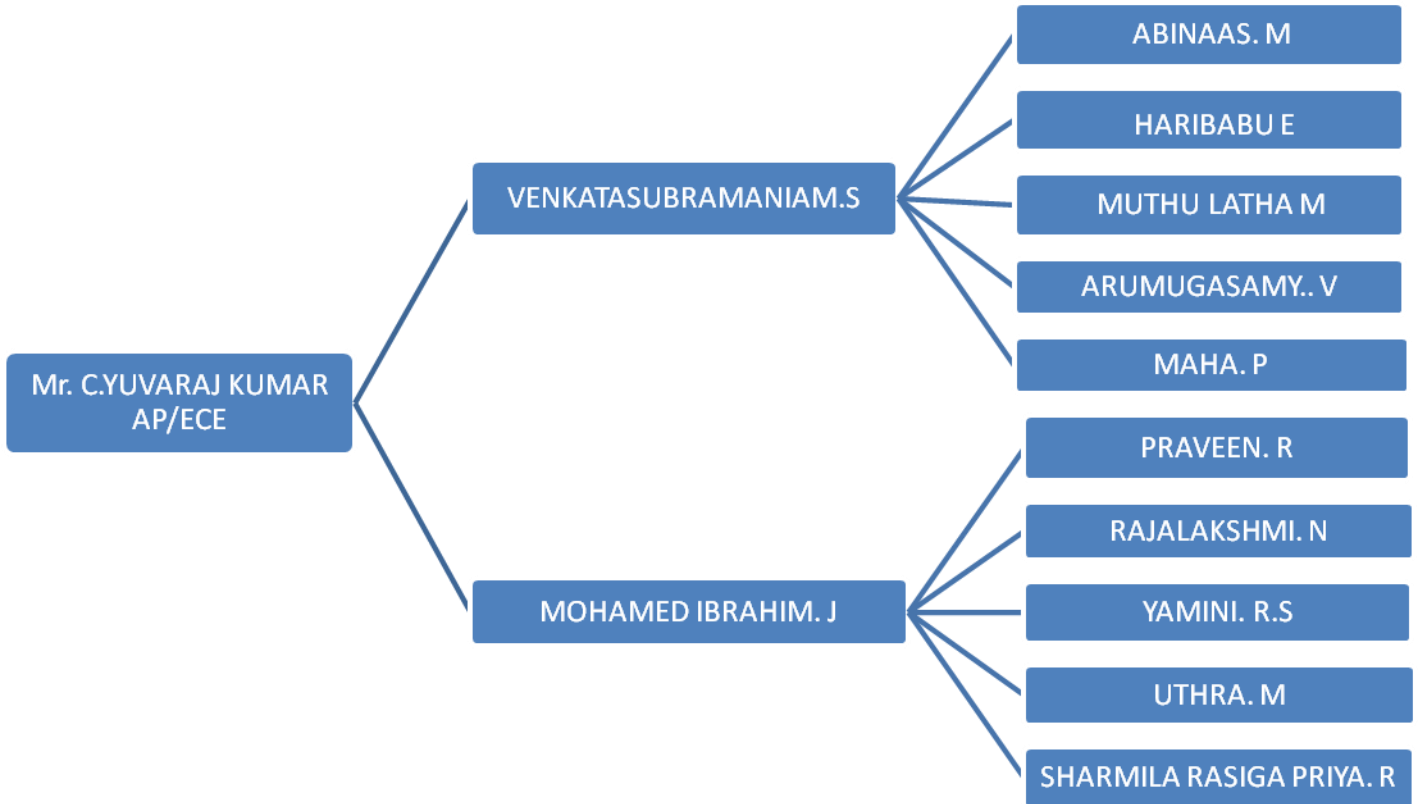 Mr. C.YUVARAJ KUMAR
AP/ECE
VENKATASUBRAMANIAM.S
ABINAAS. M
HARIBABU E
MUTHU LATHA M
ARUMUGASAMY.. V
MAHA. P
MOHAMED IBRAHIM. J
PRAVEEN. R
RAJALAKSHMI. N
YAMINI. R.S
UTHRA. M
SHARMILA RASIGA PRIYA. R